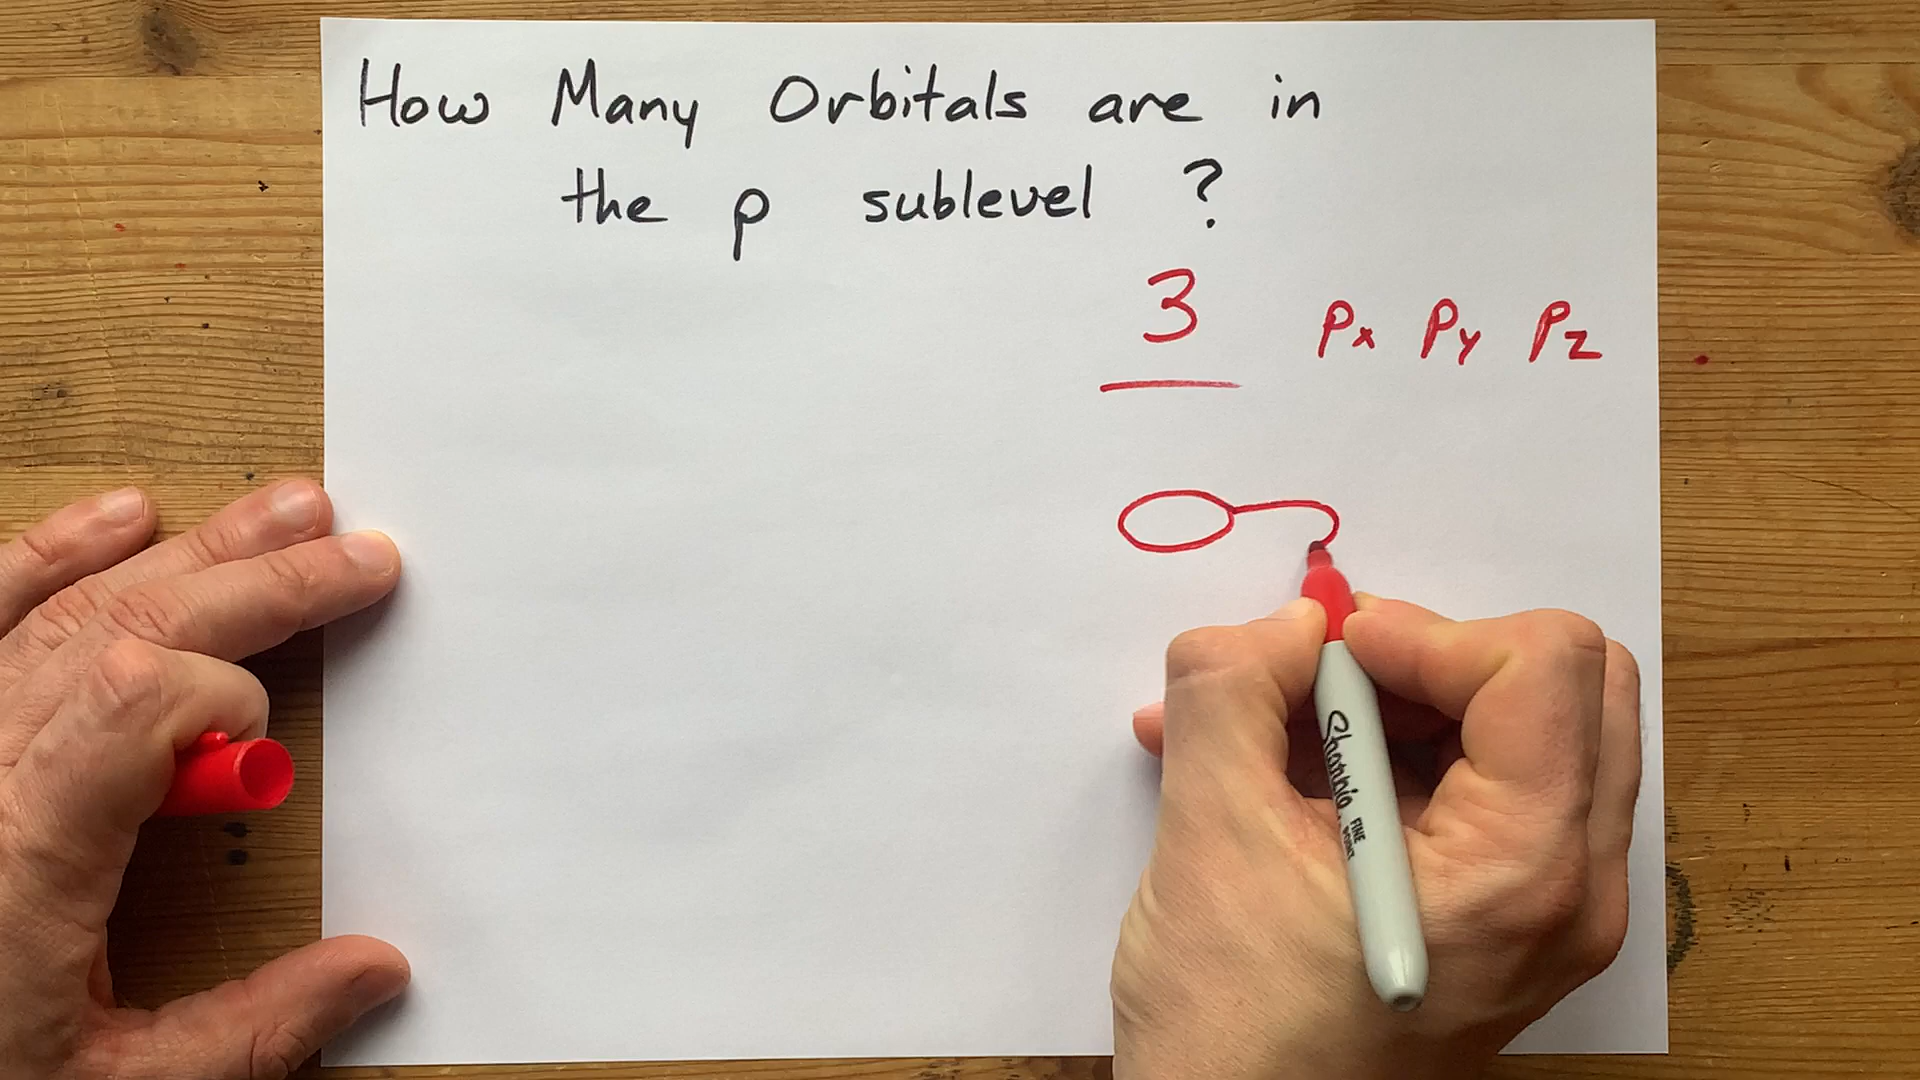 How Many Orbitals are in
the p sublevel ?
3 px py pz
Sharpie
FINE
POINT